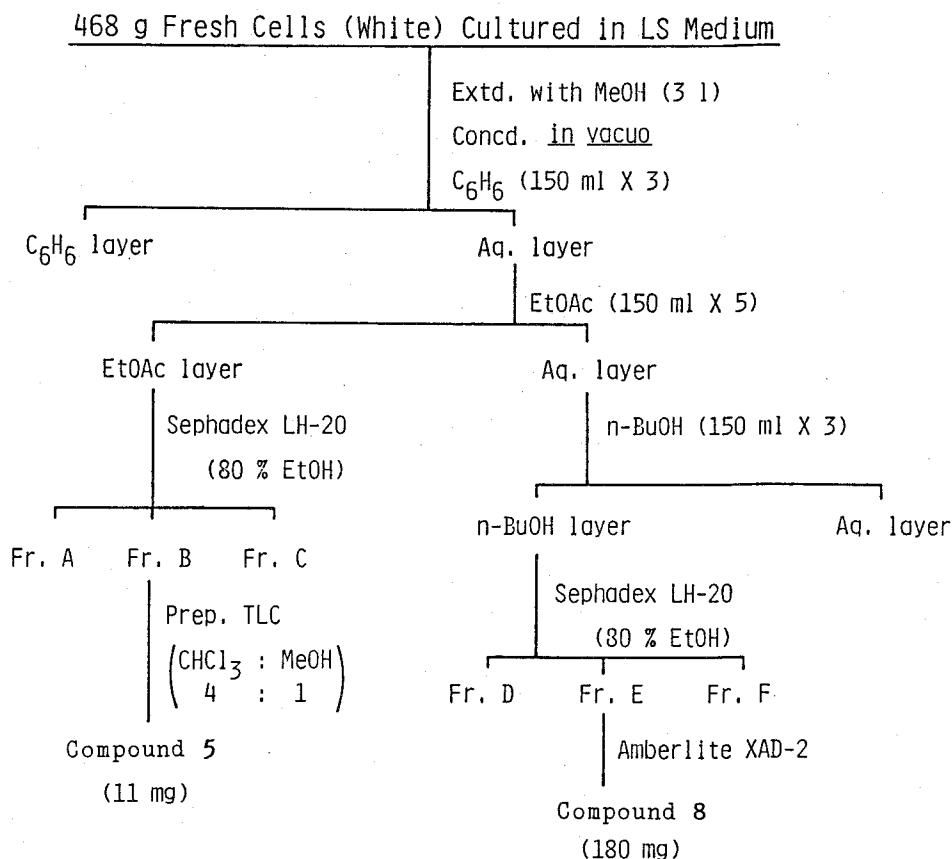 468 g Fresh Cells (White) Cultured in LS Medium
Extd. with MeOH (3 l)
Concd. in vacuo
C6H6 (150 ml X 3)
C6H6 layer
Aq. layer
EtOAc (150 ml X 5)
EtOAc layer
Aq. layer
Sephadex LH-20
(80 % EtOH)
n-BuOH (150 ml X 3)
n-BuOH layer
Aq. layer
Fr. A Fr. B Fr. C
Prep. TLC
(CHCl3 : MeOH
4 : 1)
Sephadex LH-20
(80 % EtOH)
Fr. D Fr. E Fr. F
Compound 5
(11 mg)
Amberlite XAD-2
Compound 8
(180 mg)